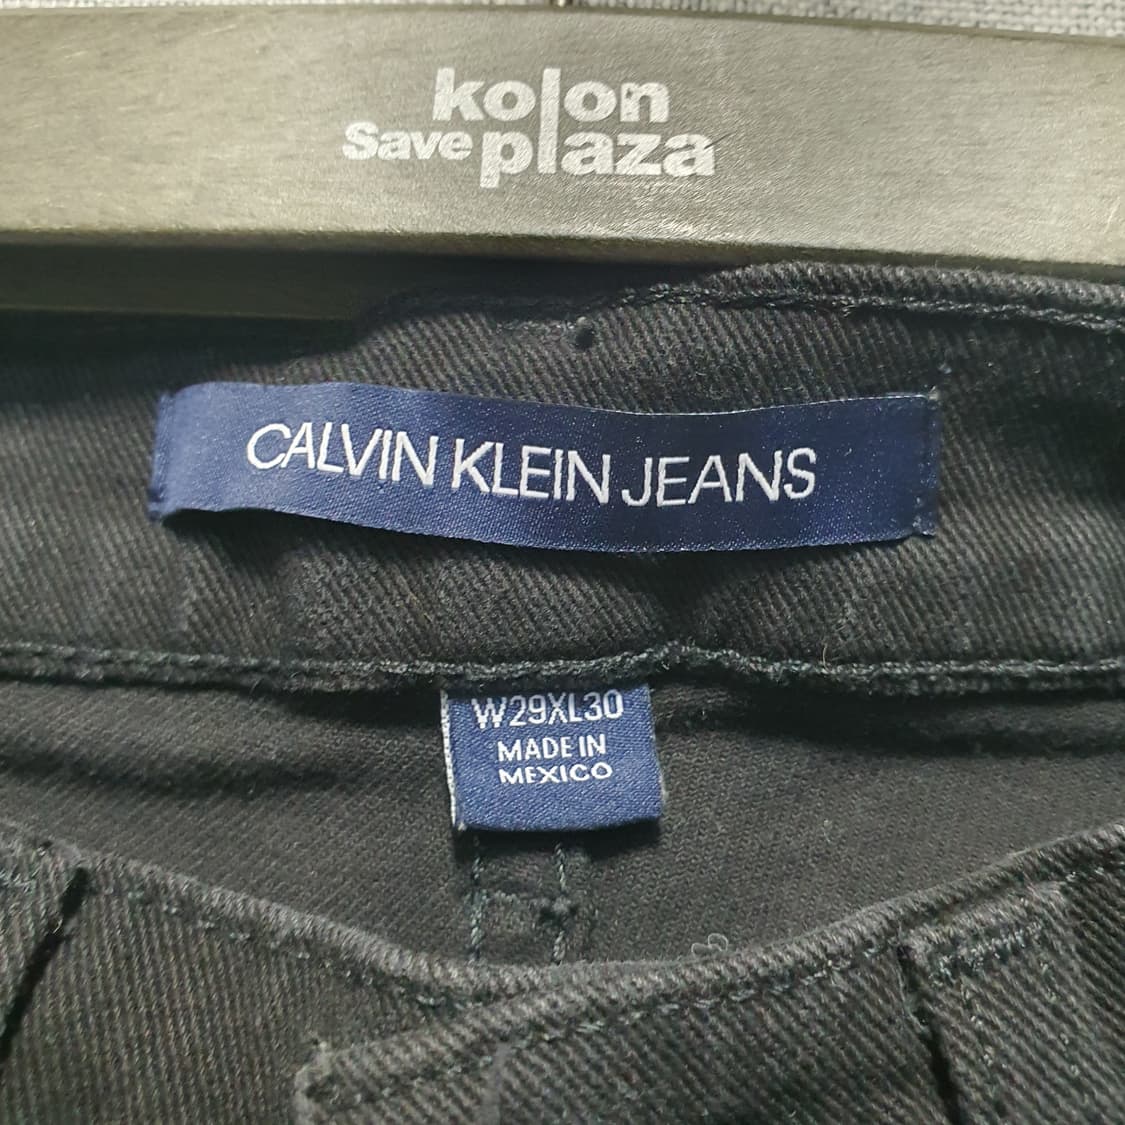 kolon
Save plaza
CALVIN KLEIN JEANS
W29XL30
MADE IN
MEXICO